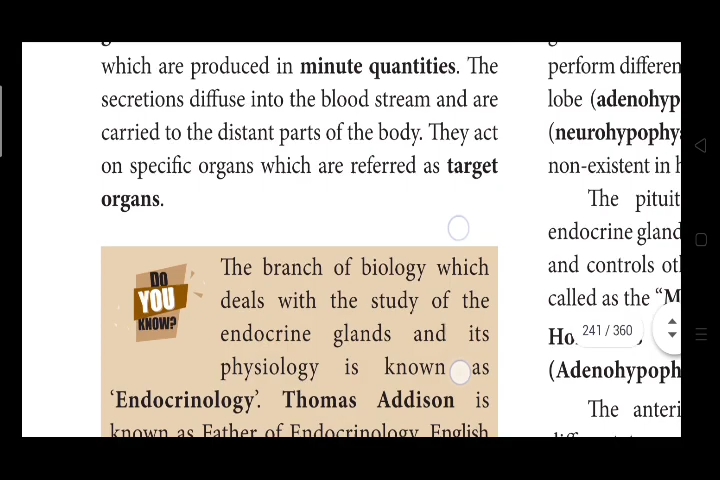 which are produced in minute quantities. The
secretions diffuse into the blood stream and are
carried to the distant parts of the body. They act
on specific organs which are referred as target
organs.
DO
YOU
KNOW?
The branch of biology which
deals with the study of the
endocrine glands and its
physiology is known as
‘Endocrinology’. Thomas Addison is
known as Father of Endocrinology. English
perform differen
lobe (adenohyp
(neurohypophys
non-existent in h
The pituit
endocrine gland
and controls oth
called as the “M
Ho
241 / 360
(Adenohypoph
The anteri